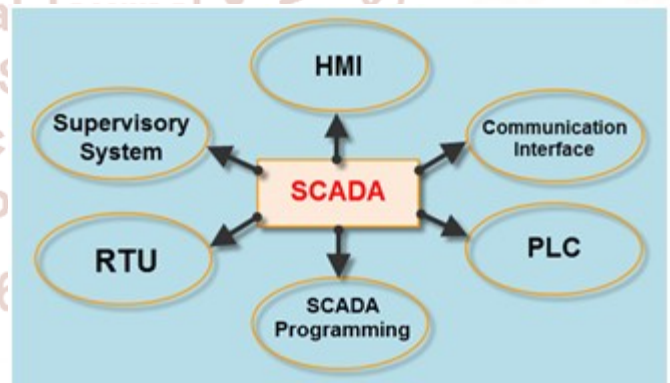 HMI
Supervisory
System
Communication
Interface
SCADA
RTU
PLC
SCADA
Programming